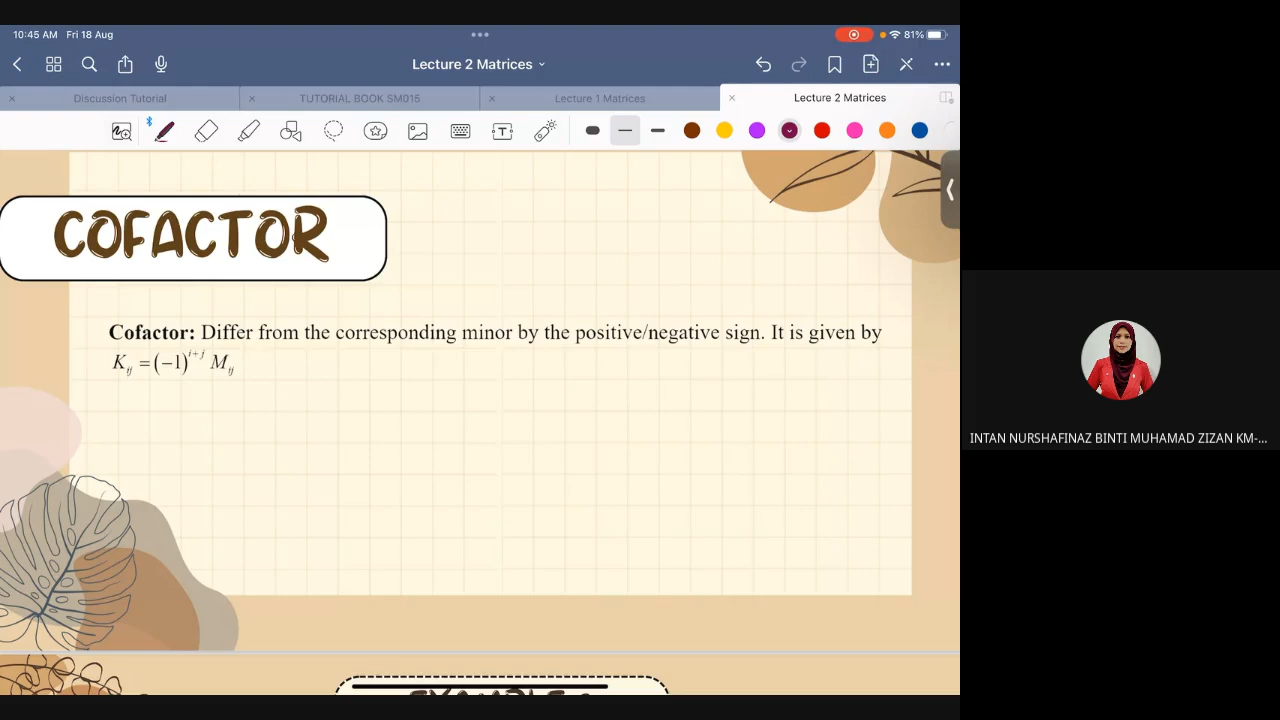 10:45 AM Fri 18 Aug
81%
Lecture 2 Matrices
Discussion Tutorial
TUTORIAL BOOK SM015
Lecture 1 Matrices
Lecture 2 Matrices
COFACTOR
Cofactor: Differ from the corresponding minor by the positive/negative sign. It is given by
K_ij = (−1)^(i+j) M_ij
INTAN NURSHAFINAZ BINTI MUHAMAD ZIZAN KM-...